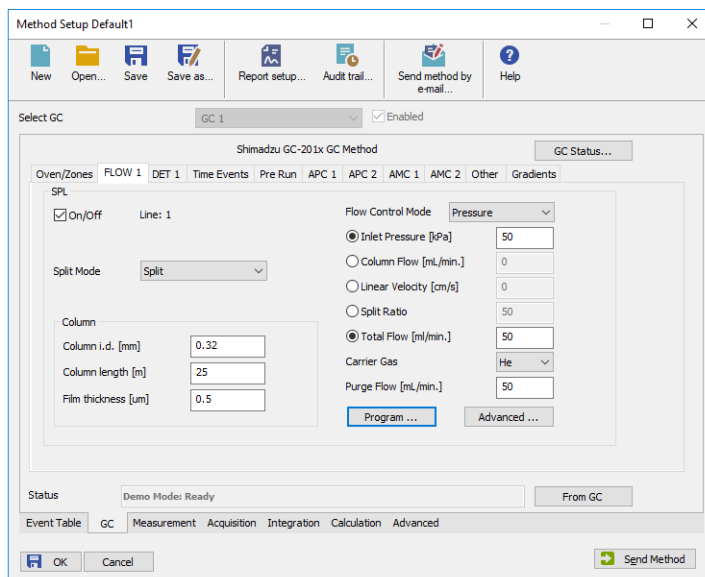 Method Setup Default1
New Open... Save Save as... Report setup... Audit trail... Send method by e-mail... Help
Select GC GC 1 Enabled
Shimadzu GC-201x GC Method GC Status...
Oven/Zones FLOW 1 DET 1 Time Events Pre Run APC 1 APC 2 AMC 1 AMC 2 Other Gradients
SPL
On/Off Line: 1 Flow Control Mode Pressure
Inlet Pressure [kPa] 50
Column Flow [mL/min.] 0
Split Mode Split Linear Velocity [cm/s] 0
Split Ratio 50
Column
Column i.d. [mm] 0.32 Total Flow [ml/min.] 50
Column length [m] 25 Carrier Gas He
Film thickness [um] 0.5 Purge Flow [mL/min.] 50
Program ... Advanced ...
Status Demo Mode: Ready From GC
Event Table GC Measurement Acquisition Integration Calculation Advanced
OK Cancel Send Method